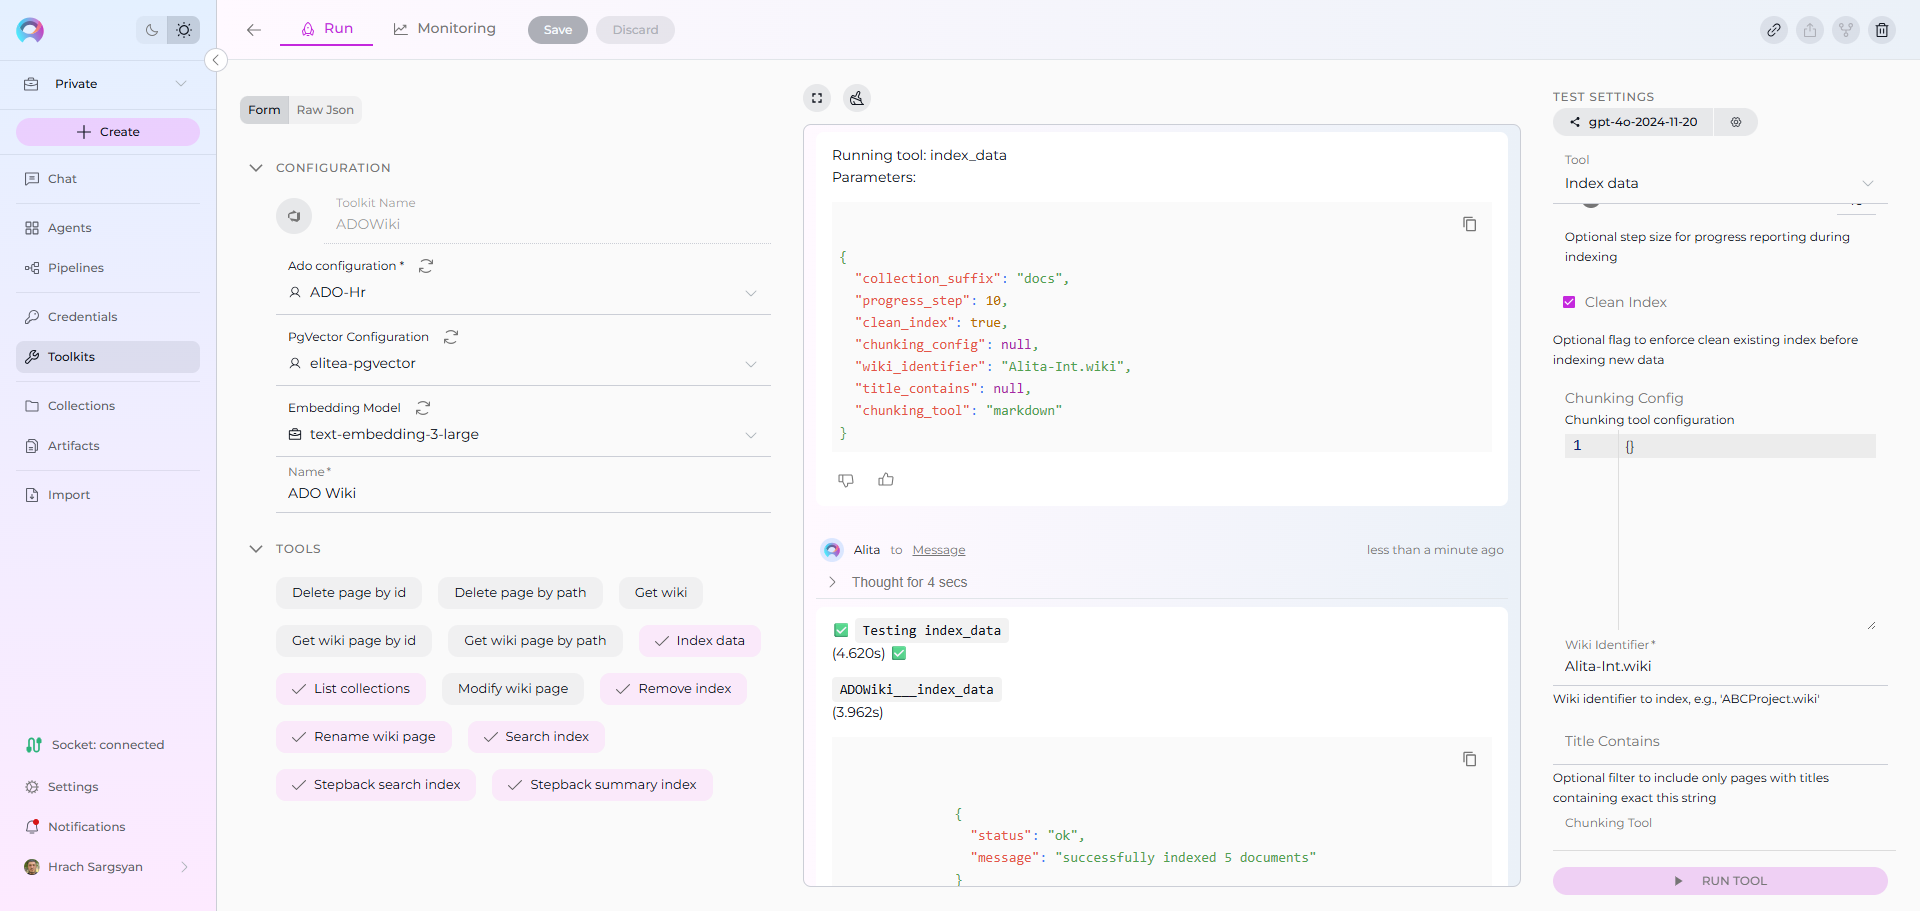 Private
Create
Chat
Agents
Pipelines
Credentials
Toolkits
Collections
Artifacts
Import
Socket: connected
Settings
Notifications
Hrach Sargsyan
Run
Monitoring
Save
Discard
Form
Raw Json
CONFIGURATION
Toolkit Name
ADOWiki
Ado configuration *
ADO-Hr
PgVector Configuration
elitea-pgvector
Embedding Model
text-embedding-3-large
Name *
ADO Wiki
TOOLS
Delete page by id
Delete page by path
Get wiki
Get wiki page by id
Get wiki page by path
Index data
List collections
Modify wiki page
Remove index
Rename wiki page
Search index
Stepback search index
Stepback summary index
Running tool: index_data
Parameters:
{
"collection_suffix": "docs",
"progress_step": 10,
"clean_index": true,
"chunking_config": null,
"wiki_identifier": "Alita-Int.wiki",
"title_contains": null,
"chunking_tool": "markdown"
}
Alita to Message
less than a minute ago
Thought for 4 secs
Testing index_data
(4.620s)
ADOWiki___index_data
(3.962s)
{
"status": "ok",
"message": "successfully indexed 5 documents"
}
TEST SETTINGS
gpt-4o-2024-11-20
Tool
Index data
Optional step size for progress reporting during
indexing
Clean Index
Optional flag to enforce clean existing index before
indexing new data
Chunking Config
Chunking tool configuration
1 {}
Wiki Identifier *
Alita-Int.wiki
Wiki identifier to index, e.g., 'ABCProject.wiki'
Title Contains
Optional filter to include only pages with titles
containing exact this string
Chunking Tool
RUN TOOL